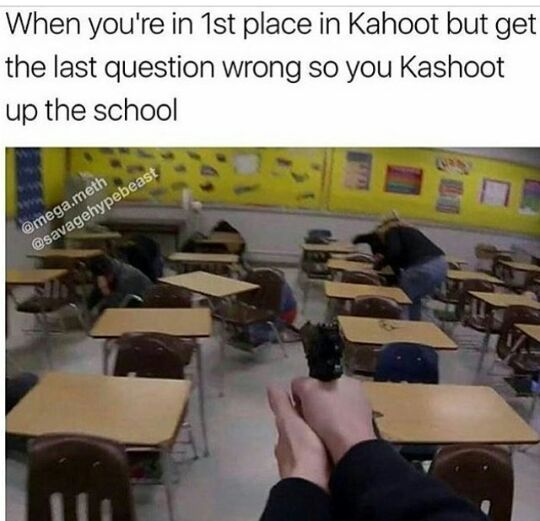 When you're in 1st place in Kahoot but get
the last question wrong so you Kashoot
up the school
@mega.meth
@savagehypebeast